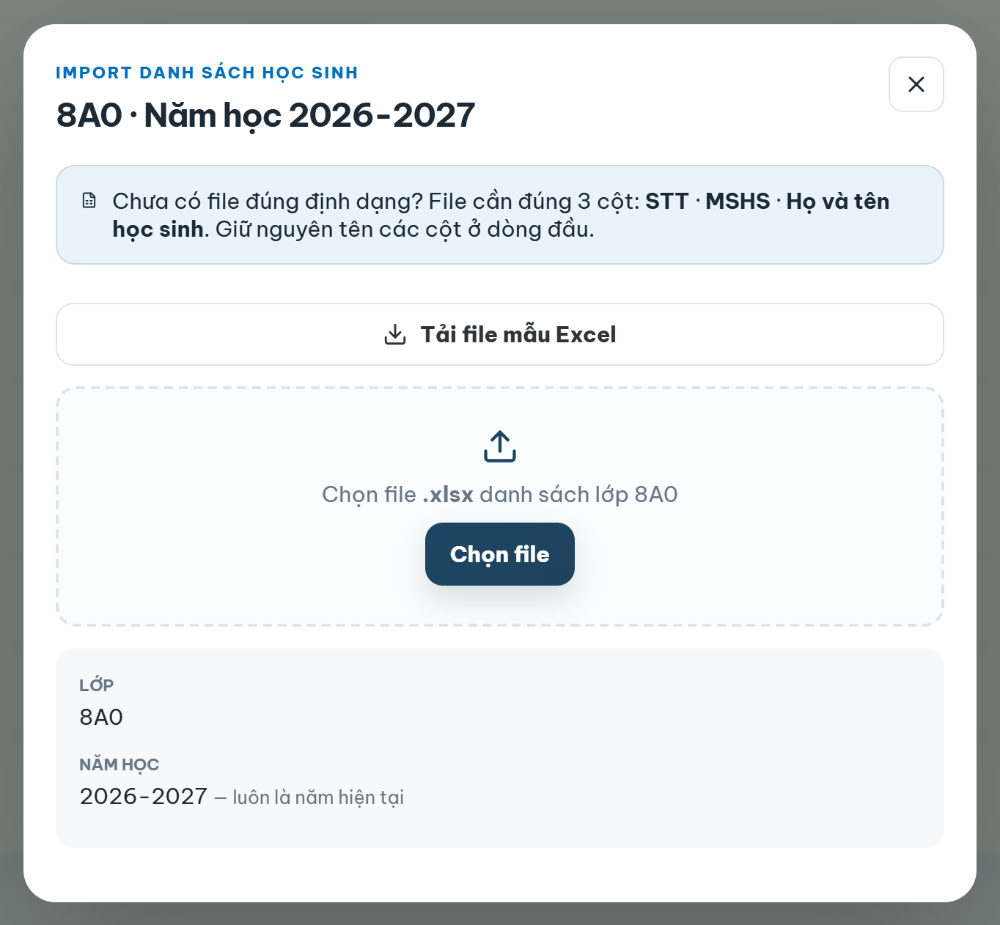 IMPORT DANH SÁCH HỌC SINH
8A0 · Năm học 2026-2027
Chưa có file đúng định dạng? File cần đúng 3 cột: STT · MSHS · Họ và tên
học sinh. Giữ nguyên tên các cột ở dòng đầu.
Tải file mẫu Excel
Chọn file .xlsx danh sách lớp 8A0
Chọn file
LỚP
8A0
NĂM HỌC
2026-2027 — luôn là năm hiện tại